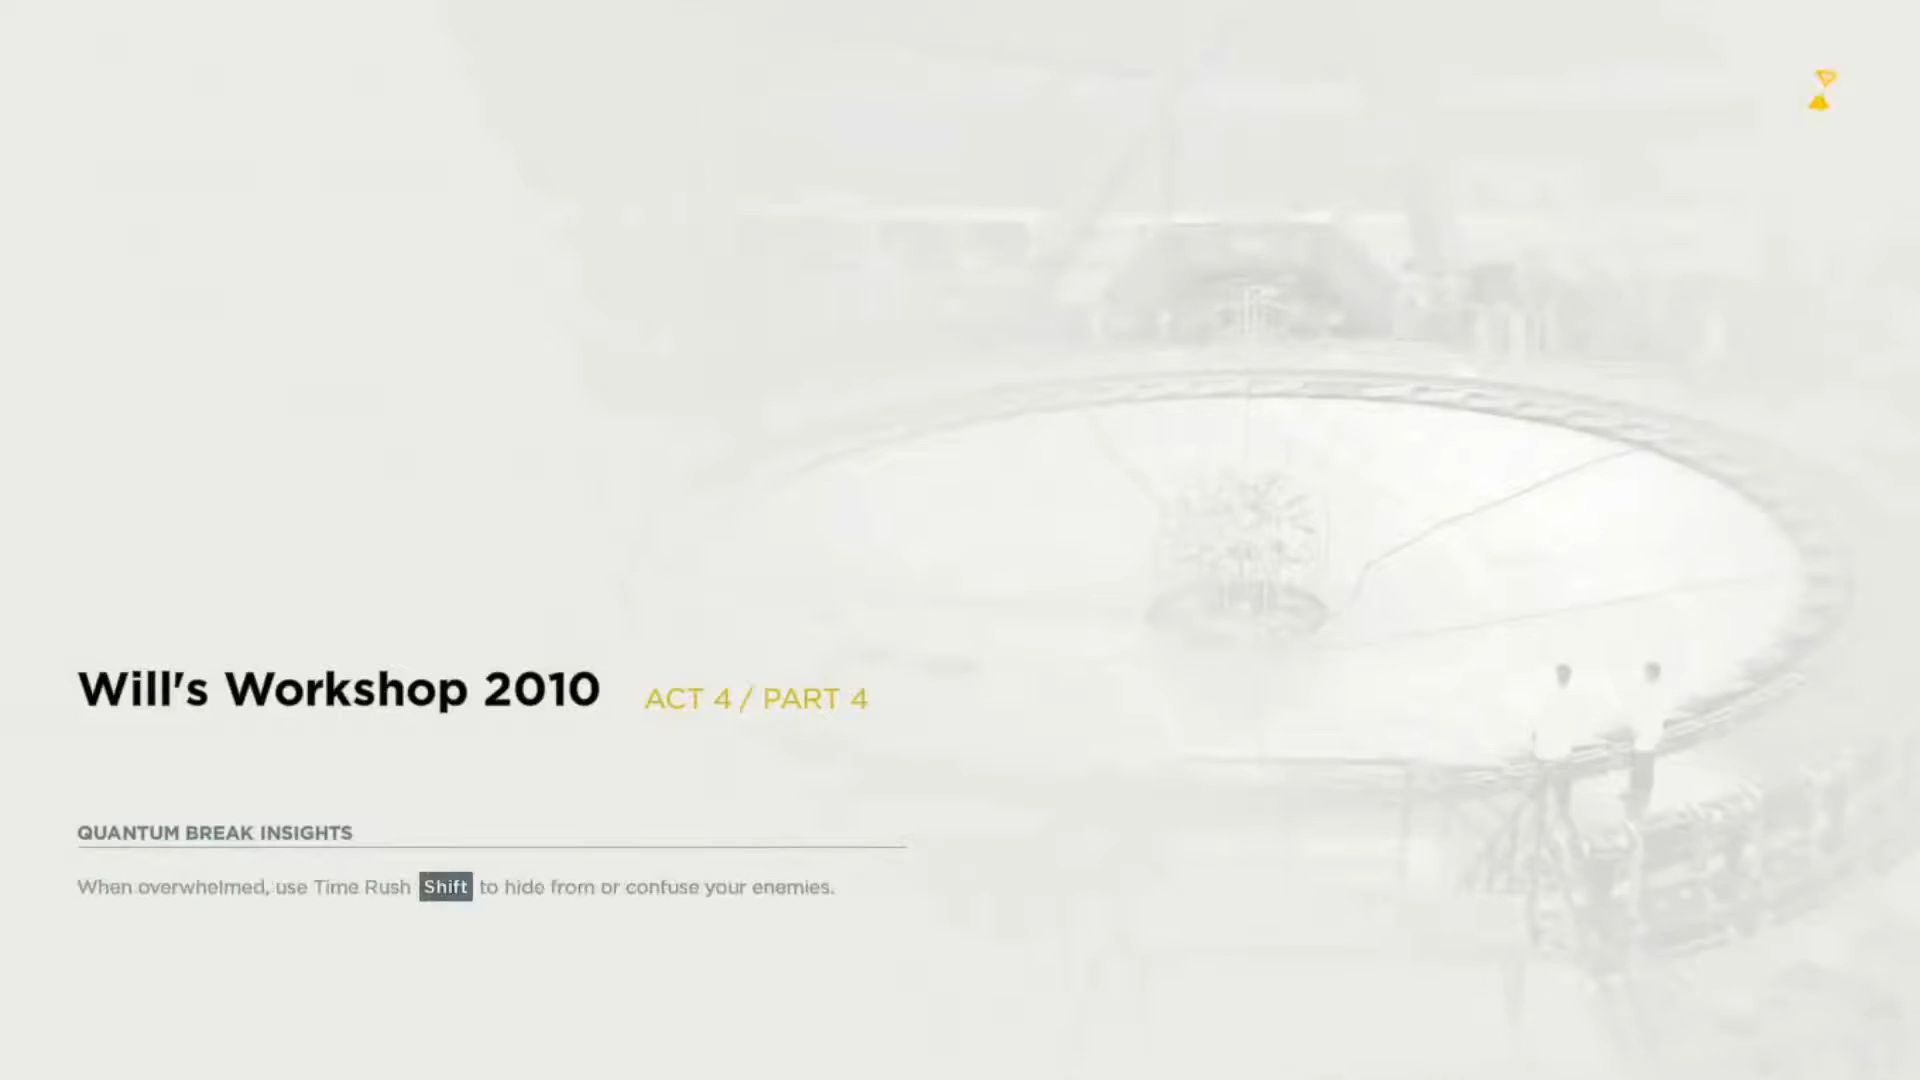 Will's Workshop 2010 ACT 4 / PART 4
QUANTUM BREAK INSIGHTS
When overwhelmed, use Time Rush Shift to hide from or confuse your enemies.